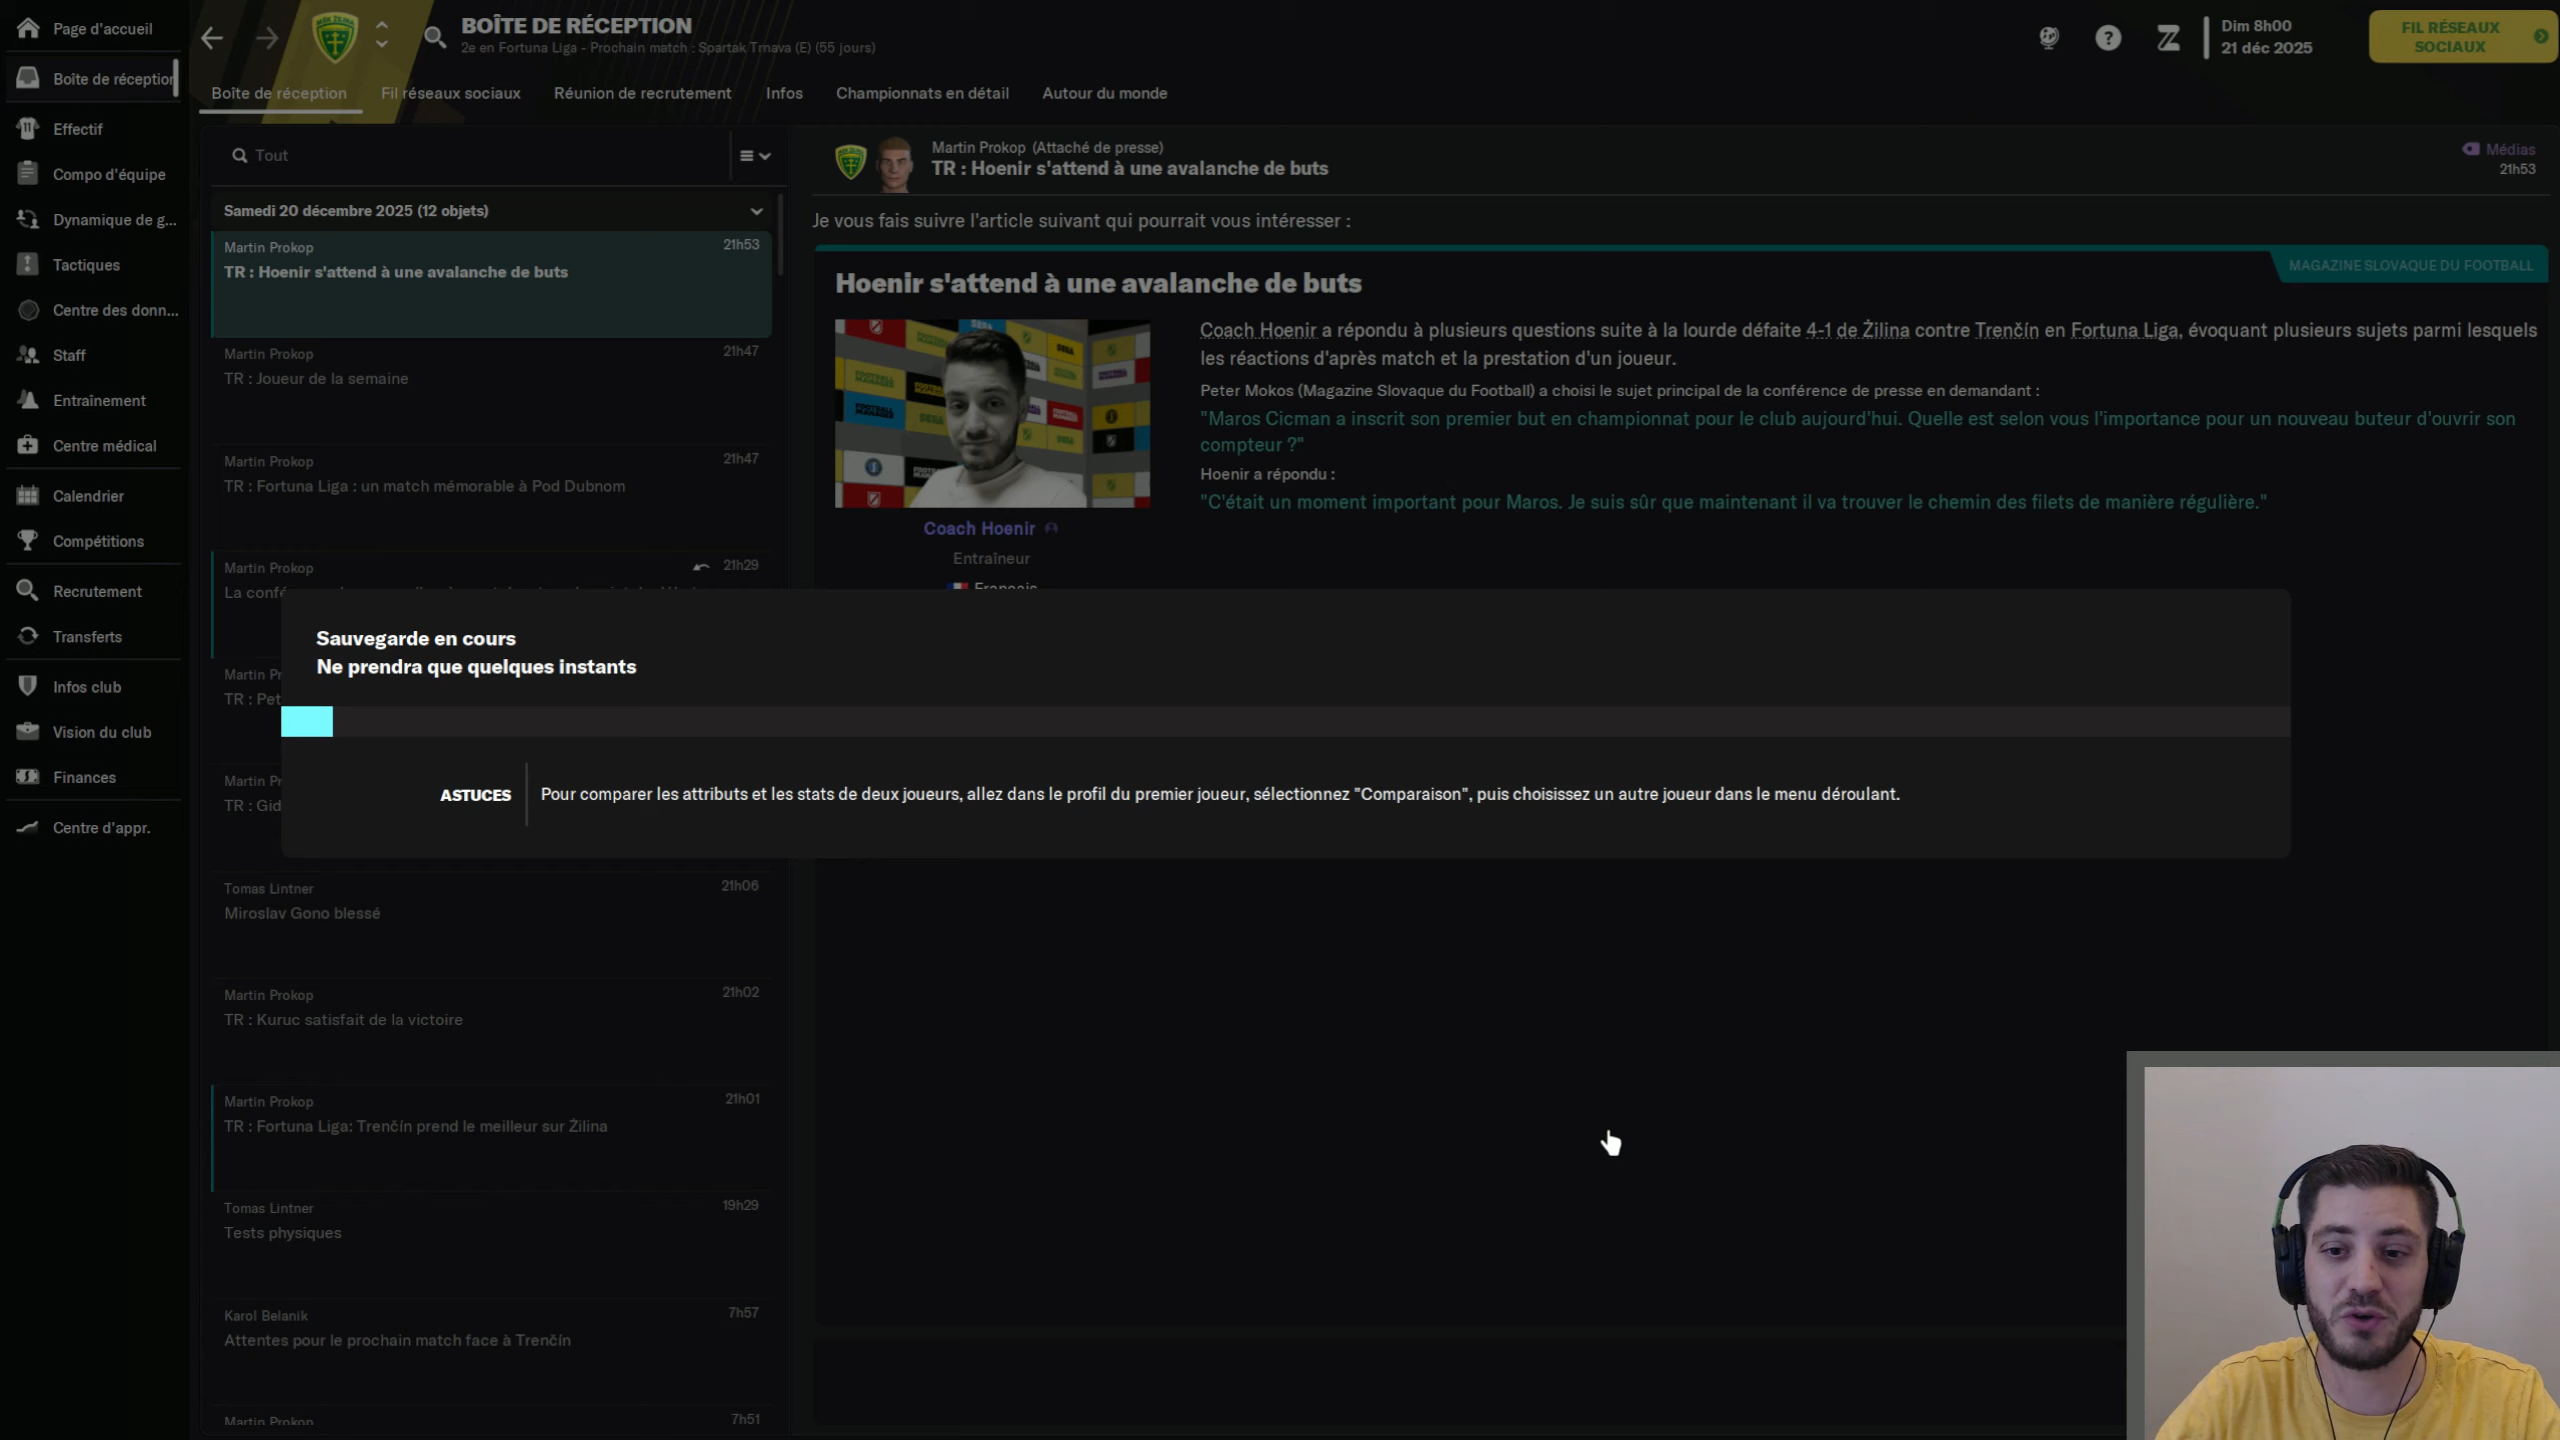 Page d'accueil
Boîte de réception
Effectif
Compo d'équipe
Dynamique de g...
Tactiques
Centre des donn...
Staff
Entraînement
Centre médical
Calendrier
Compétitions
Recrutement
Transferts
Infos club
Vision du club
Finances
Centre d'appr.
BOÎTE DE RÉCEPTION
2e en Fortuna Liga - Prochain match : Spartak Trnava (E) (55 jours)
Dim 8h00
21 déc 2025
FIL RÉSEAUX
SOCIAUX
Boîte de réception
Fil réseaux sociaux
Réunion de recrutement
Infos
Championnats en détail
Autour du monde
Tout
Samedi 20 décembre 2025 (12 objets)
Martin Prokop
21h53
TR : Hoenir s'attend à une avalanche de buts
Martin Prokop
21h47
TR : Joueur de la semaine
Martin Prokop
21h47
TR : Fortuna Liga : un match mémorable à Pod Dubnom
Martin Prokop
21h29
La conf
Martin Pr
TR : Pet
Martin Pr
TR : Gid
Tomas Lintner
21h06
Miroslav Gono blessé
Martin Prokop
21h02
TR : Kuruc satisfait de la victoire
Martin Prokop
21h01
TR : Fortuna Liga: Trenčín prend le meilleur sur Žilina
Tomas Lintner
19h29
Tests physiques
Karol Belanik
7h57
Attentes pour le prochain match face à Trenčín
Martin Prokop
7h51
Martin Prokop (Attaché de presse)
TR : Hoenir s'attend à une avalanche de buts
Médias
21h53
Je vous fais suivre l'article suivant qui pourrait vous intéresser :
MAGAZINE SLOVAQUE DU FOOTBALL
Hoenir s'attend à une avalanche de buts
Coach Hoenir a répondu à plusieurs questions suite à la lourde défaite 4-1 de Žilina contre Trenčín en Fortuna Liga, évoquant plusieurs sujets parmi lesquels
les réactions d'après match et la prestation d'un joueur.
Peter Mokos (Magazine Slovaque du Football) a choisi le sujet principal de la conférence de presse en demandant :
"Maros Cicman a inscrit son premier but en championnat pour le club aujourd'hui. Quelle est selon vous l'importance pour un nouveau buteur d'ouvrir son
compteur ?"
Hoenir a répondu :
"C'était un moment important pour Maros. Je suis sûr que maintenant il va trouver le chemin des filets de manière régulière."
Coach Hoenir
Entraîneur
Français
Sauvegarde en cours
Ne prendra que quelques instants
ASTUCES
Pour comparer les attributs et les stats de deux joueurs, allez dans le profil du premier joueur, sélectionnez "Comparaison", puis choisissez un autre joueur dans le menu déroulant.